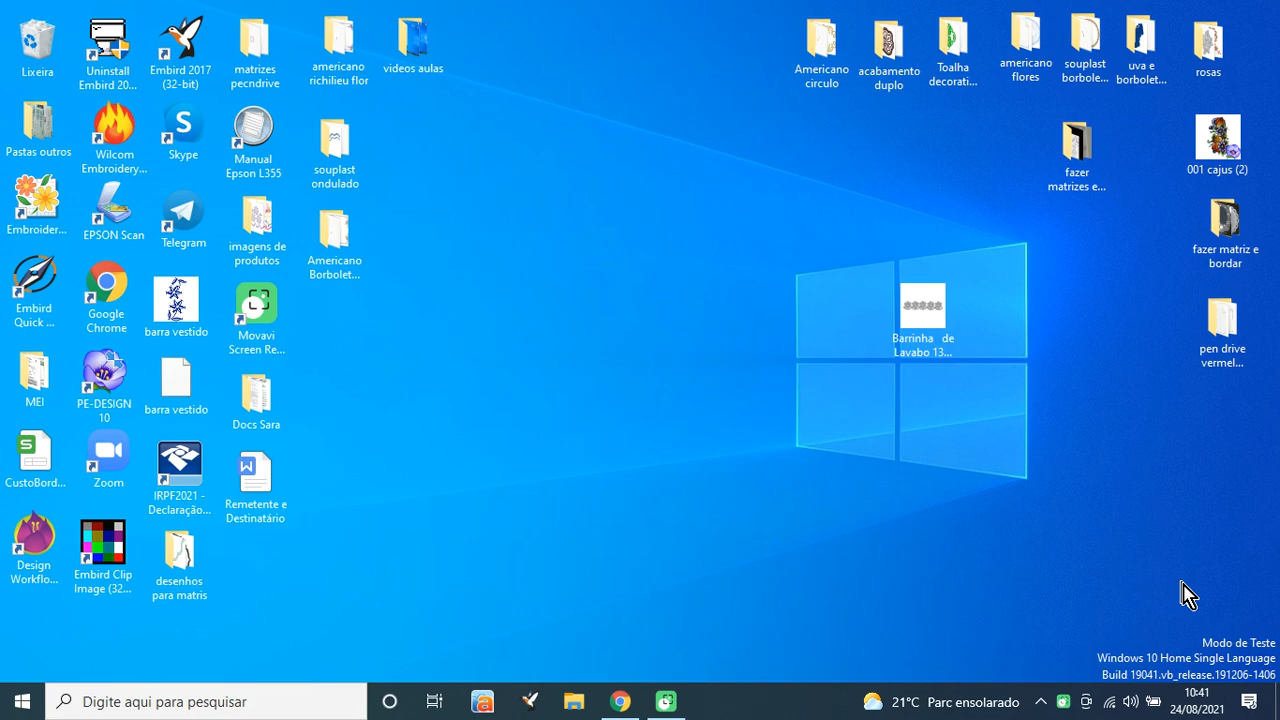 Lixeira
Uninstall
Embird 20...
Embird 2017
(32-bit)
matrizes
pecndrive
americano
richilieu flor
videos aulas
Americano
circulo
acabamento
duplo
Toalha
decorati...
americano
flores
souplast
borbole...
uva e
borbolet...
rosas
Pastas outros
Wilcom
Embroidery...
Skype
Manual
Epson L355
souplast
ondulado
fazer
matrizes e...
001 cajus (2)
Embroider...
EPSON Scan
Telegram
imagens de
produtos
Americano
Borbolet...
fazer matriz e
bordar
Embird
Quick ...
Google
Chrome
barra vestido
Movavi
Screen Re...
Barrinha de
Lavabo 13...
pen drive
vermel...
MEI
PE-DESIGN
10
barra vestido
Docs Sara
CustoBord...
Zoom
IRPF2021 -
Declaração...
Remetente e
Destinatário
Design
Workflo...
Embird Clip
Image (32...
desenhos
para matris
Modo de Teste
Windows 10 Home Single Language
Build 19041.vb_release.191206-1406
Digite aqui para pesquisar
21°C Parc ensolarado
10:41
24/08/2021